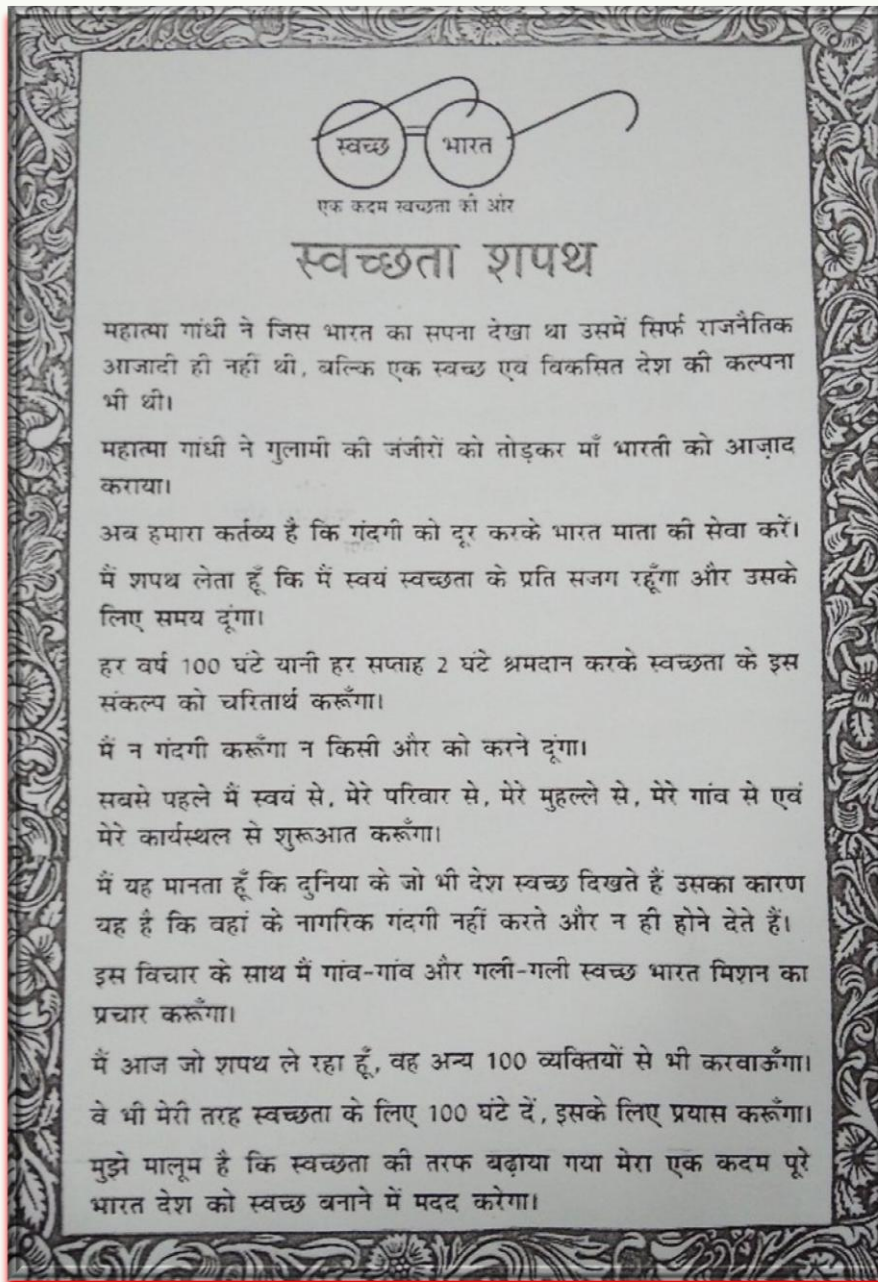 स्वच्छ भारत
एक कदम स्वच्छता की ओर
स्वच्छता शपथ
महात्मा गांधी ने जिस भारत का सपना देखा था उसमें सिर्फ राजनैतिक
आजादी ही नहीं थी, बल्कि एक स्वच्छ एव विकसित देश की कल्पना
भी थी।
महात्मा गांधी ने गुलामी की जंजीरों को तोड़कर माँ भारती को आज़ाद
कराया।
अब हमारा कर्तव्य है कि गंदगी को दूर करके भारत माता की सेवा करें।
मैं शपथ लेता हूँ कि मैं स्वयं स्वच्छता के प्रति सजग रहूँगा और उसके
लिए समय दूंगा।
हर वर्ष 100 घंटे यानी हर सप्ताह 2 घंटे श्रमदान करके स्वच्छता के इस
संकल्प को चरितार्थ करूँगा।
मैं न गंदगी करूँगा न किसी और को करने दूंगा।
सबसे पहले मैं स्वयं से, मेरे परिवार से, मेरे मुहल्ले से, मेरे गांव से एवं
मेरे कार्यस्थल से शुरूआत करूँगा।
मैं यह मानता हूँ कि दुनिया के जो भी देश स्वच्छ दिखते हैं उसका कारण
यह है कि वहां के नागरिक गंदगी नहीं करते और न ही होने देते हैं।
इस विचार के साथ मैं गांव-गांव और गली-गली स्वच्छ भारत मिशन का
प्रचार करूँगा।
मैं आज जो शपथ ले रहा हूँ, वह अन्य 100 व्यक्तियों से भी करवाऊँगा।
वे भी मेरी तरह स्वच्छता के लिए 100 घंटे दें, इसके लिए प्रयास करूँगा।
मुझे मालूम है कि स्वच्छता की तरफ बढ़ाया गया मेरा एक कदम पूरे
भारत देश को स्वच्छ बनाने में मदद करेगा।